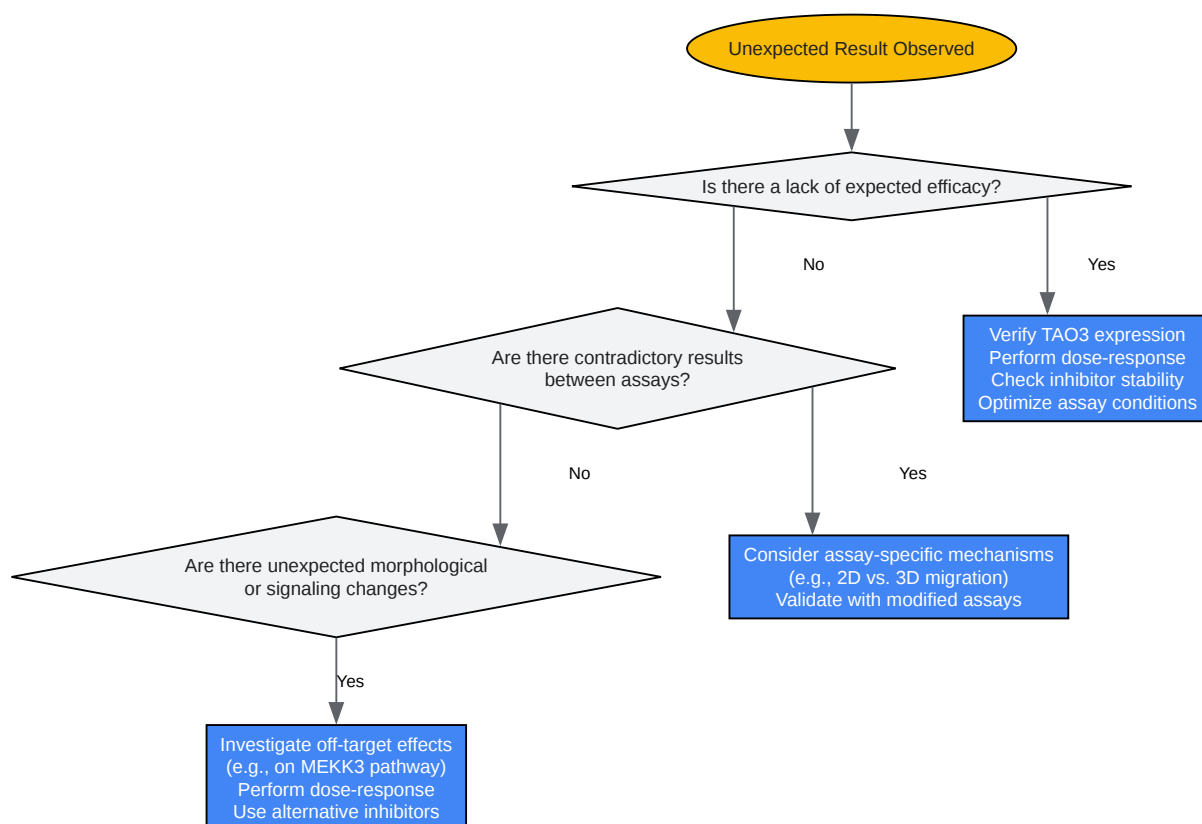 Unexpected Result Observed
Is there a lack of expected efficacy?
No
Yes
Verify TAO3 expression
Perform dose-response
Check inhibitor stability
Optimize assay conditions
Are there contradictory results
between assays?
No
Yes
Consider assay-specific mechanisms
(e.g., 2D vs. 3D migration)
Validate with modified assays
Are there unexpected morphological
or signaling changes?
Yes
Investigate off-target effects
(e.g., on MEKK3 pathway)
Perform dose-response
Use alternative inhibitors